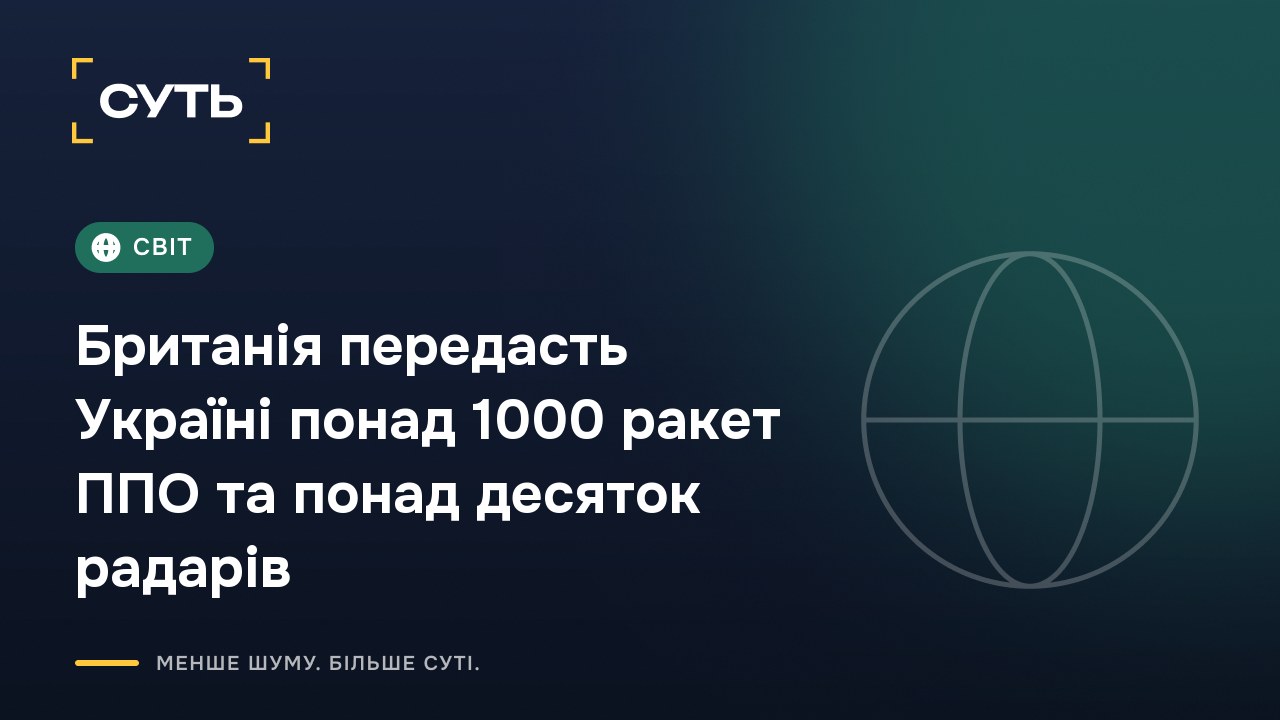 СУТЬ
СВІТ
Британія передасть
Україні понад 1000 ракет
ППО та понад десяток
радарів
МЕНШЕ ШУМУ. БІЛЬШЕ СУТІ.